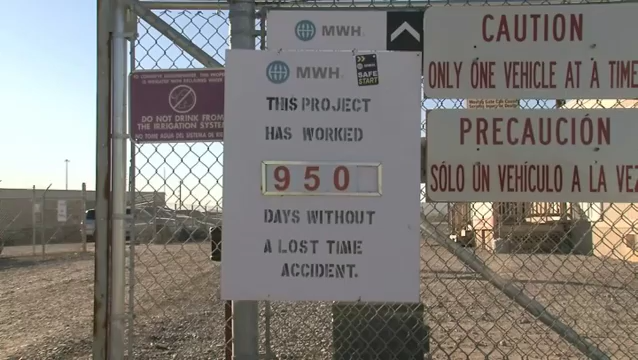 MWH
CAUTION
ONLY ONE VEHICLE AT A TIME
PRECAUCIÓN
SÓLO UN VEHÍCULO A LA VEZ
DO NOT DRINK FROM
THE IRRIGATION SYSTEM
MWH
SAFE
START
THIS PROJECT
HAS WORKED
950
DAYS WITHOUT
A LOST TIME
ACCIDENT.